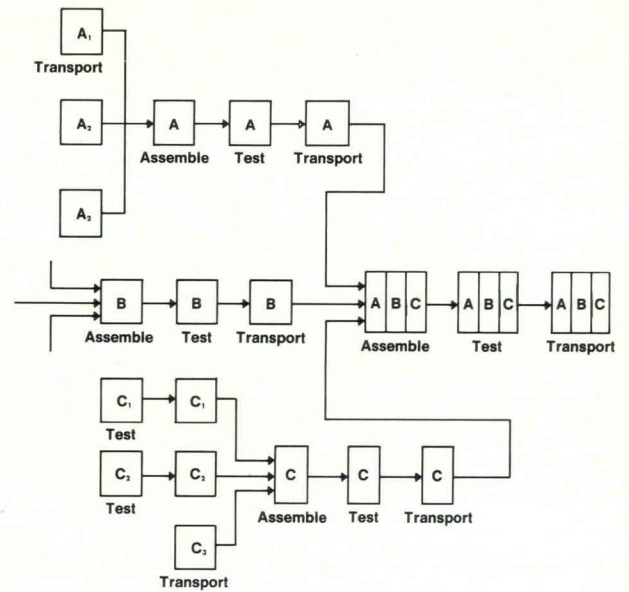 A₁
Transport
A₂
A
A
A
Assemble Test Transport
A₂
B
B
B
A B C
A B C
A B C
Assemble Test Transport
Assemble Test Transport
C₁
C₁
Test
C₂
C₂
C
C
C
Test
Assemble Test Transport
C₃
Transport